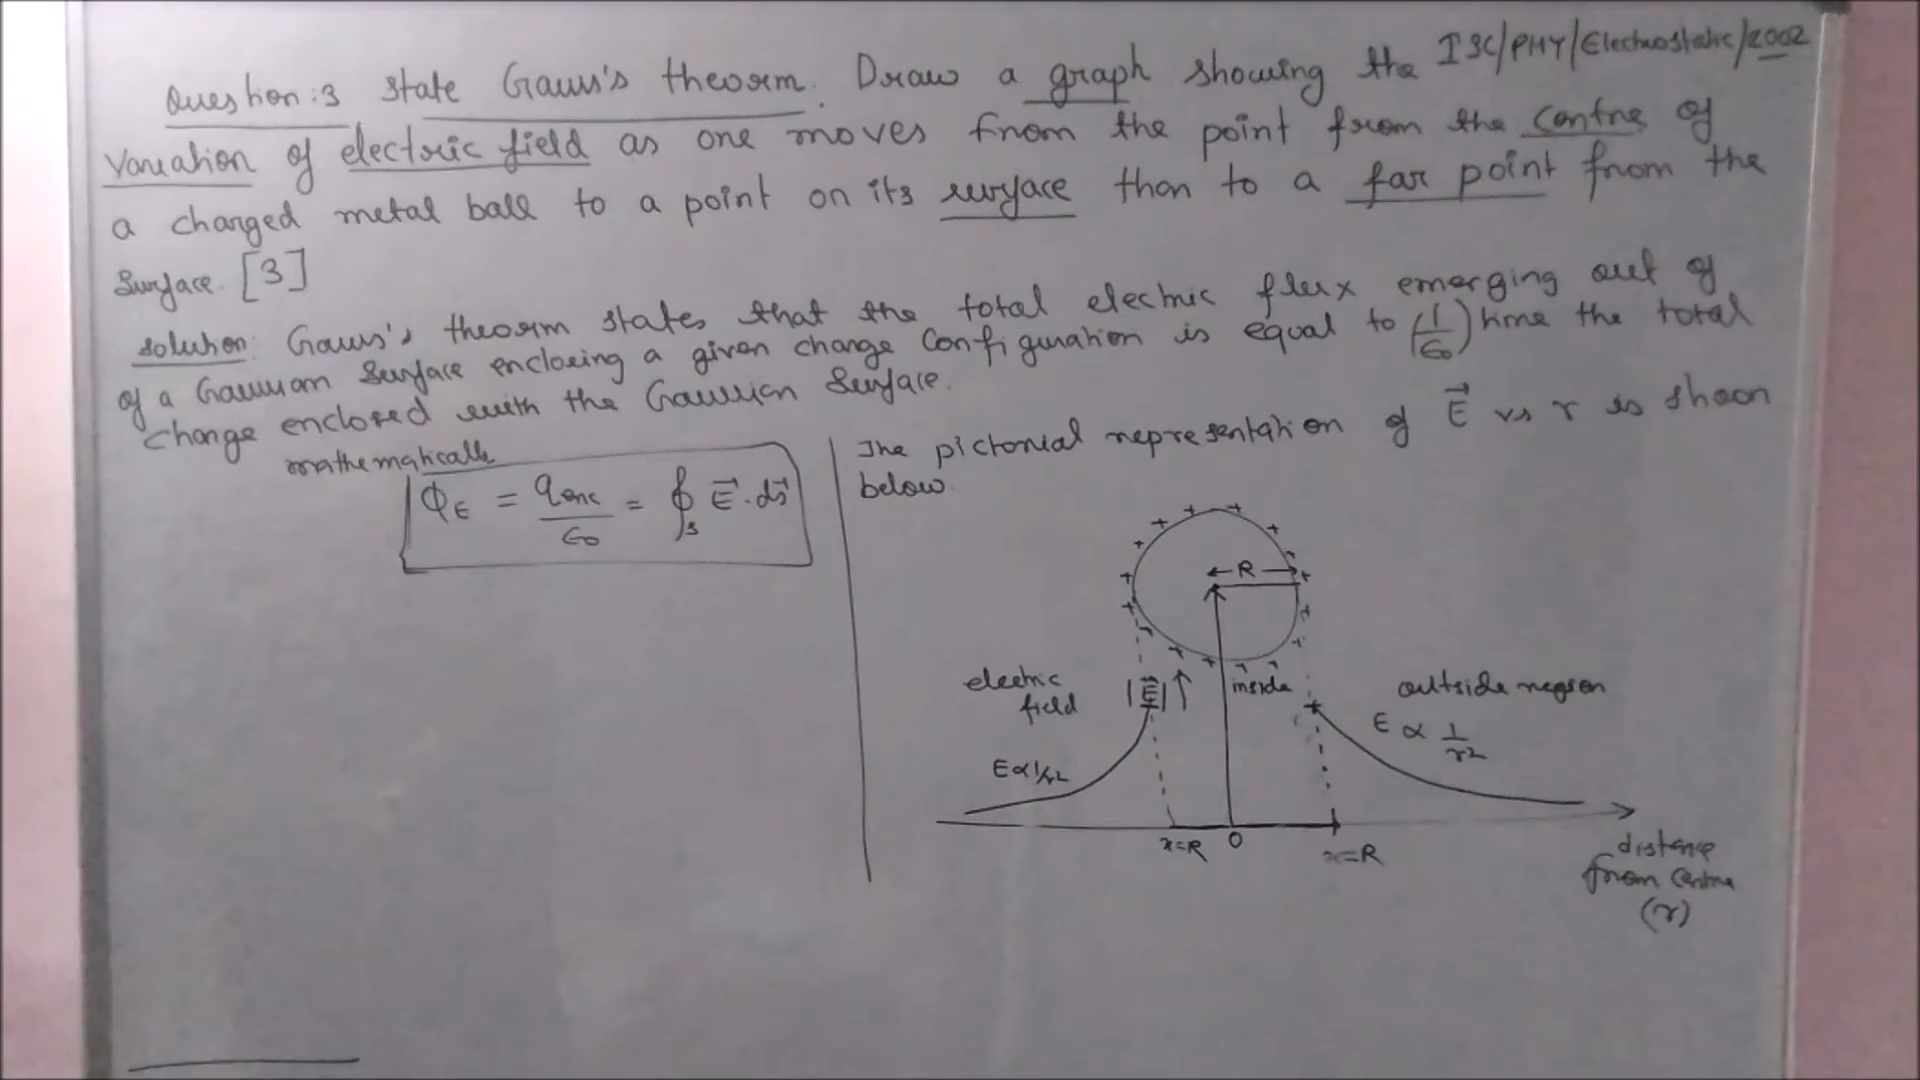 Question:3 state Gauss's theorm. Draw a graph showing the ISC/PHY/Electrostatic/2002
Variation of electric field as one moves from the point from the centre of
a charged metal ball to a point on its surface than to a far point from the
Surface. [3]
Solution: Gauss's theorm states that the total electric flux emerging out of
of a Gaussian Surface enclosing a given charge Configuration is equal to (1/ε₀) time the total
charge enclosed with the Gaussian Surface.
mathematically
Φ_E = q_enc/ε₀ = ∮_s E⃗.ds⃗
The pictorial representation of E⃗ vs r is shoon
below.
R
electric
field
|E⃗|↑
inside
outside region
E ∝ 1/r²
E∝1/r²
x=R
O
x=R
distance
from centre
(r)